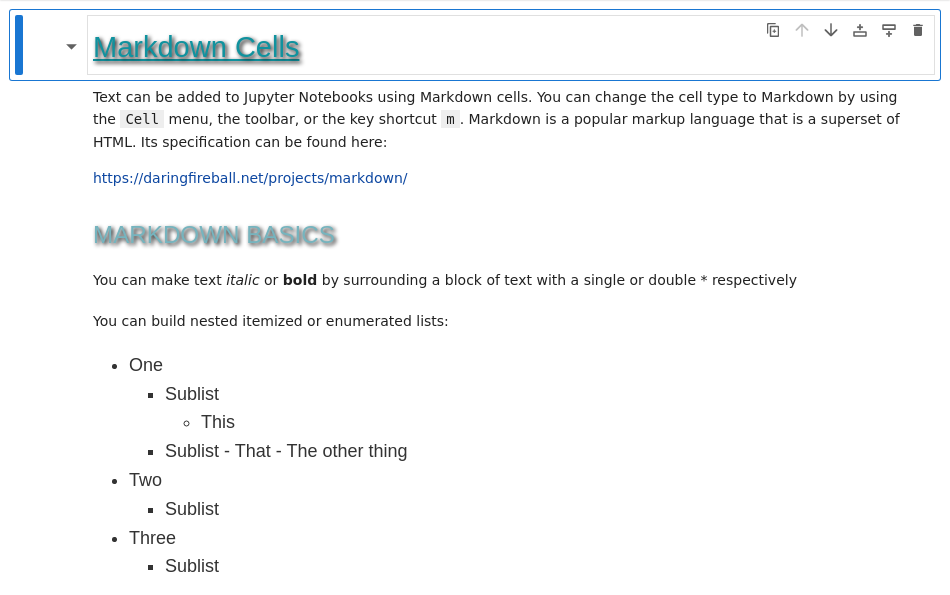 Markdown Cells
Text can be added to Jupyter Notebooks using Markdown cells. You can change the cell type to Markdown by using
the Cell menu, the toolbar, or the key shortcut m. Markdown is a popular markup language that is a superset of
HTML. Its specification can be found here:
https://daringfireball.net/projects/markdown/
MARKDOWN BASICS
You can make text italic or bold by surrounding a block of text with a single or double * respectively
You can build nested itemized or enumerated lists:
One
Sublist
This
Sublist - That - The other thing
Two
Sublist
Three
Sublist